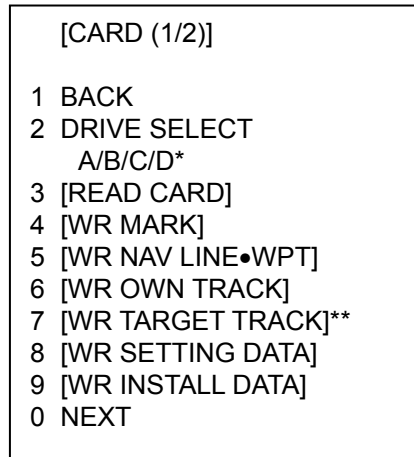 [CARD (1/2)]
1 BACK
2 DRIVE SELECT
A/B/C/D*
3 [READ CARD]
4 [WR MARK]
5 [WR NAV LINE•WPT]
6 [WR OWN TRACK]
7 [WR TARGET TRACK]**
8 [WR SETTING DATA]
9 [WR INSTALL DATA]
0 NEXT